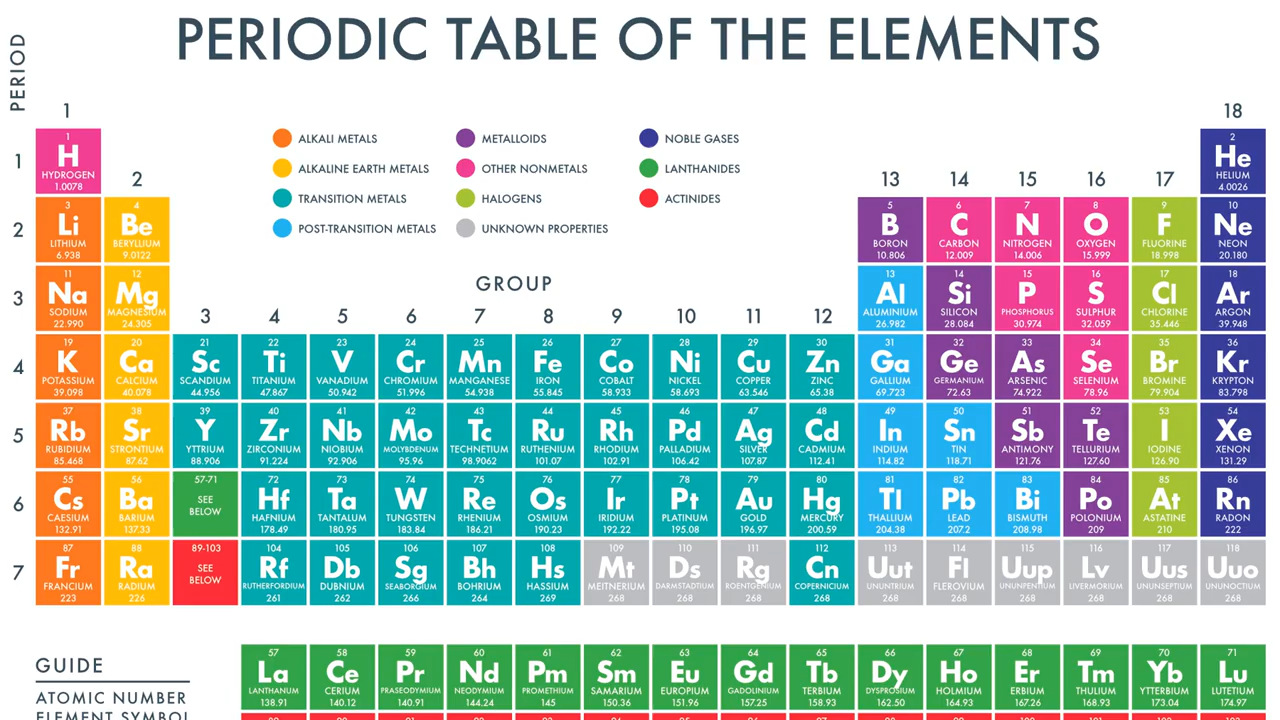 PERIODIC TABLE OF THE ELEMENTS
PERIOD
1 18
ALKALI METALS METALLOIDS NOBLE GASES
ALKALINE EARTH METALS OTHER NONMETALS LANTHANIDES
TRANSITION METALS HALOGENS ACTINIDES
POST-TRANSITION METALS UNKNOWN PROPERTIES
GROUP
1
1 2
H He
HYDROGEN HELIUM
1.0078 4.0026
2 13 14 15 16 17
2
3 4 5 6 7 8 9 10
Li Be B C N O F Ne
LITHIUM BERYLLIUM BORON CARBON NITROGEN OXYGEN FLUORINE NEON
6.938 9.0122 10.806 12.009 14.006 15.999 18.998 20.180
3
11 12 13 14 15 16 17 18
Na Mg Al Si P S Cl Ar
SODIUM MAGNESIUM ALUMINIUM SILICON PHOSPHORUS SULPHUR CHLORINE ARGON
22.990 24.305 26.982 28.084 30.974 32.059 35.446 39.948
3 4 5 6 7 8 9 10 11 12
4
19 20 21 22 23 24 25 26 27 28 29 30 31 32 33 34 35 36
K Ca Sc Ti V Cr Mn Fe Co Ni Cu Zn Ga Ge As Se Br Kr
POTASSIUM CALCIUM SCANDIUM TITANIUM VANADIUM CHROMIUM MANGANESE IRON COBALT NICKEL COPPER ZINC GALLIUM GERMANIUM ARSENIC SELENIUM BROMINE KRYPTON
39.098 40.078 44.956 47.867 50.942 51.996 54.938 55.845 58.933 58.693 63.546 65.38 69.723 72.63 74.922 78.96 79.904 83.798
5
37 38 39 40 41 42 43 44 45 46 47 48 49 50 51 52 53 54
Rb Sr Y Zr Nb Mo Tc Ru Rh Pd Ag Cd In Sn Sb Te I Xe
RUBIDIUM STRONTIUM YTTRIUM ZIRCONIUM NIOBIUM MOLYBDENUM TECHNETIUM RUTHENIUM RHODIUM PALLADIUM SILVER CADMIUM INDIUM TIN ANTIMONY TELLURIUM IODINE XENON
85.468 87.62 88.906 91.224 92.906 95.96 98.9062 101.07 102.91 106.42 107.87 112.41 114.82 118.71 121.76 127.60 126.90 131.29
6
55 56 57-71 72 73 74 75 76 77 78 79 80 81 82 83 84 85 86
Cs Ba SEE BELOW Hf Ta W Re Os Ir Pt Au Hg Tl Pb Bi Po At Rn
CAESIUM BARIUM HAFNIUM TANTALUM TUNGSTEN RHENIUM OSMIUM IRIDIUM PLATINUM GOLD MERCURY THALLIUM LEAD BISMUTH POLONIUM ASTATINE RADON
132.91 137.33 178.49 180.95 183.84 186.21 190.23 192.22 195.08 196.97 200.59 204.38 207.2 208.98 209 210 222
7
87 88 89-103 104 105 106 107 108 109 110 111 112 113 114 115 116 117 118
Fr Ra SEE BELOW Rf Db Sg Bh Hs Mt Ds Rg Cn Uut Fl Uup Lv Uus Uuo
FRANCIUM RADIUM RUTHERFORDIUM DUBNIUM SEABORGIUM BOHRIUM HASSIUM MEITNERIUM DARMSTADTIUM ROENTGENIUM COPERNICIUM UNUNTRIUM FLEROVIUM UNUNPENTIUM LIVERMORIUM UNUNSEPTIUM UNUNOCTIUM
223 226 261 262 266 264 269 268 268 268 268 268 268 268 268 268 268
GUIDE
ATOMIC NUMBER
ELEMENT SYMBOL
57 58 59 60 61 62 63 64 65 66 67 68 69 70 71
La Ce Pr Nd Pm Sm Eu Gd Tb Dy Ho Er Tm Yb Lu
LANTHANUM CERIUM PRASEODYMIUM NEODYMIUM PROMETHIUM SAMARIUM EUROPIUM GADOLINIUM TERBIUM DYSPROSIUM HOLMIUM ERBIUM THULIUM YTTERBIUM LUTETIUM
138.91 140.12 140.91 144.24 145 150.36 151.96 157.25 158.93 162.50 164.93 167.26 168.93 173.04 174.97